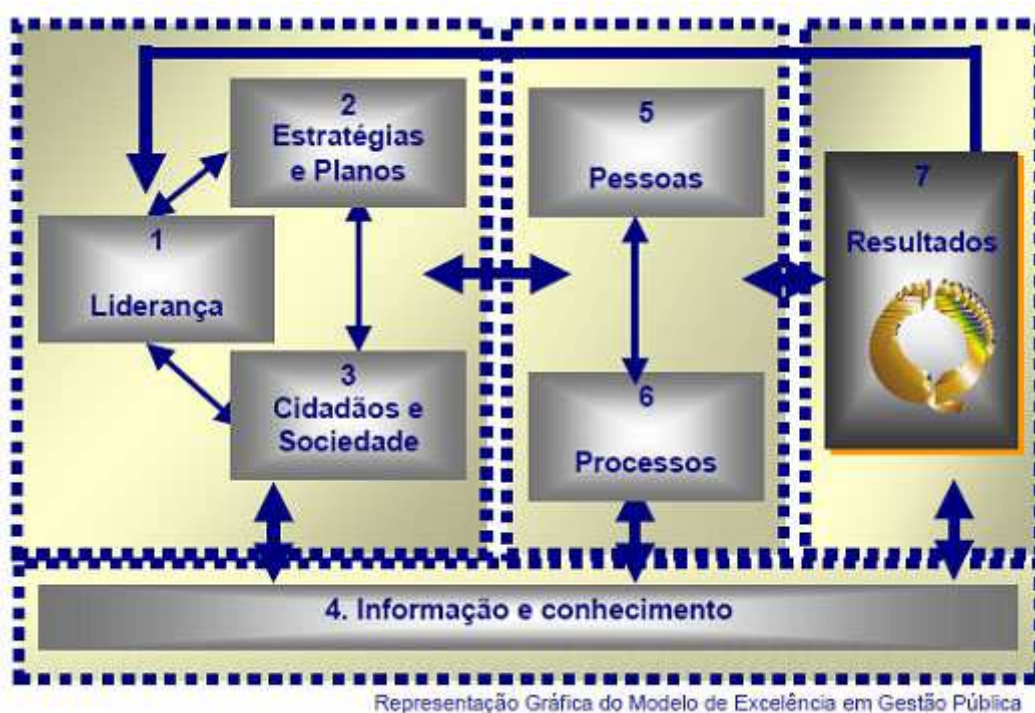 1
Liderança
2
Estratégias
e Planos
3
Cidadãos e
Sociedade
5
Pessoas
6
Processos
7
Resultados
4. Informação e conhecimento
Representação Gráfica do Modelo de Excelência em Gestão Pública